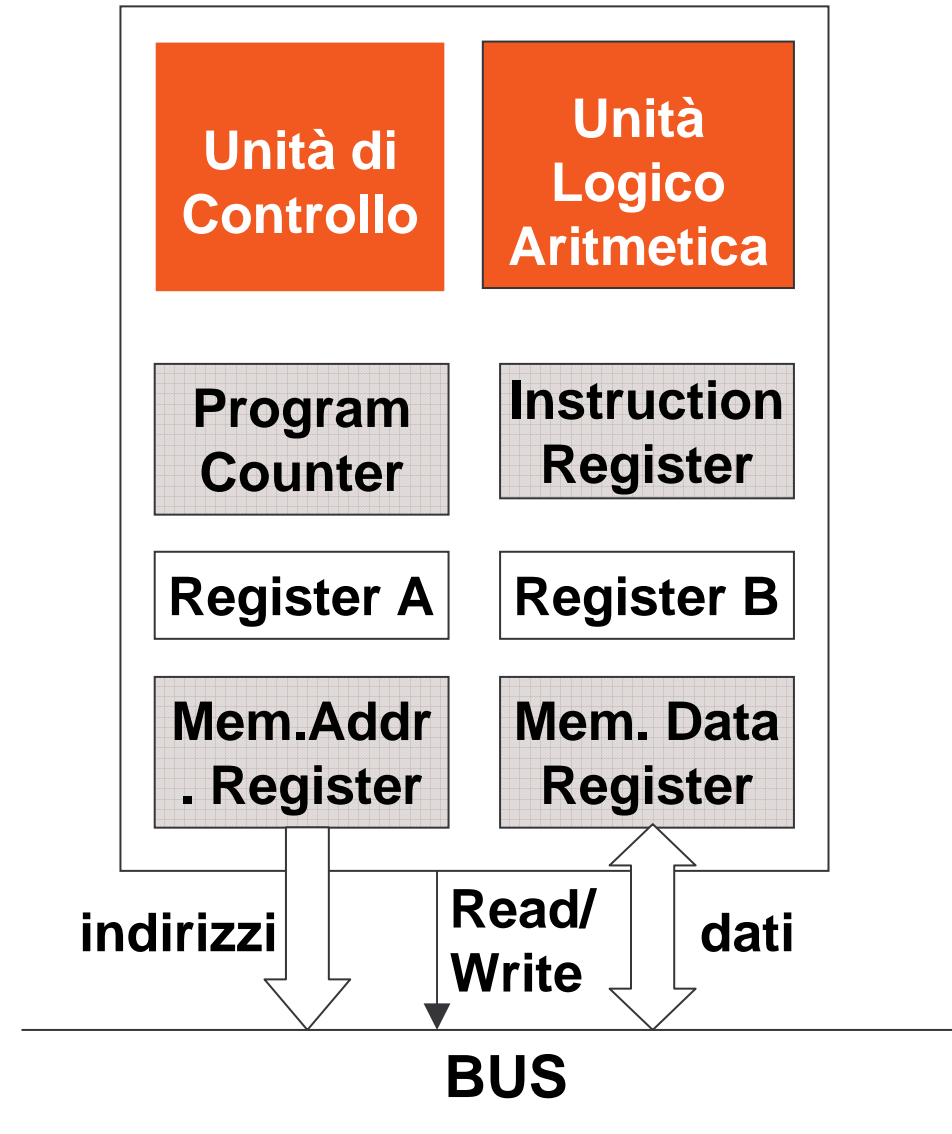 Unità di
Controllo
Unità
Logico
Aritmetica
Program
Counter
Instruction
Register
Register A
Register B
Mem.Addr
. Register
Mem. Data
Register
indirizzi
Read/
Write
dati
BUS